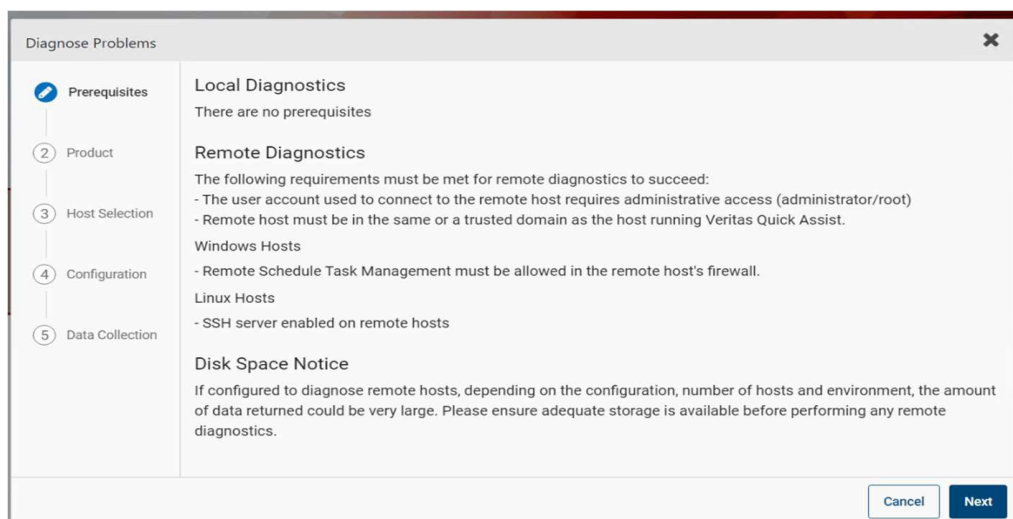 Diagnose Problems
Prerequisites
2 Product
3 Host Selection
4 Configuration
5 Data Collection
Local Diagnostics
There are no prerequisites
Remote Diagnostics
The following requirements must be met for remote diagnostics to succeed:
- The user account used to connect to the remote host requires administrative access (administrator/root)
- Remote host must be in the same or a trusted domain as the host running Veritas Quick Assist.
Windows Hosts
- Remote Schedule Task Management must be allowed in the remote host's firewall.
Linux Hosts
- SSH server enabled on remote hosts
Disk Space Notice
If configured to diagnose remote hosts, depending on the configuration, number of hosts and environment, the amount
of data returned could be very large. Please ensure adequate storage is available before performing any remote
diagnostics.
Cancel
Next